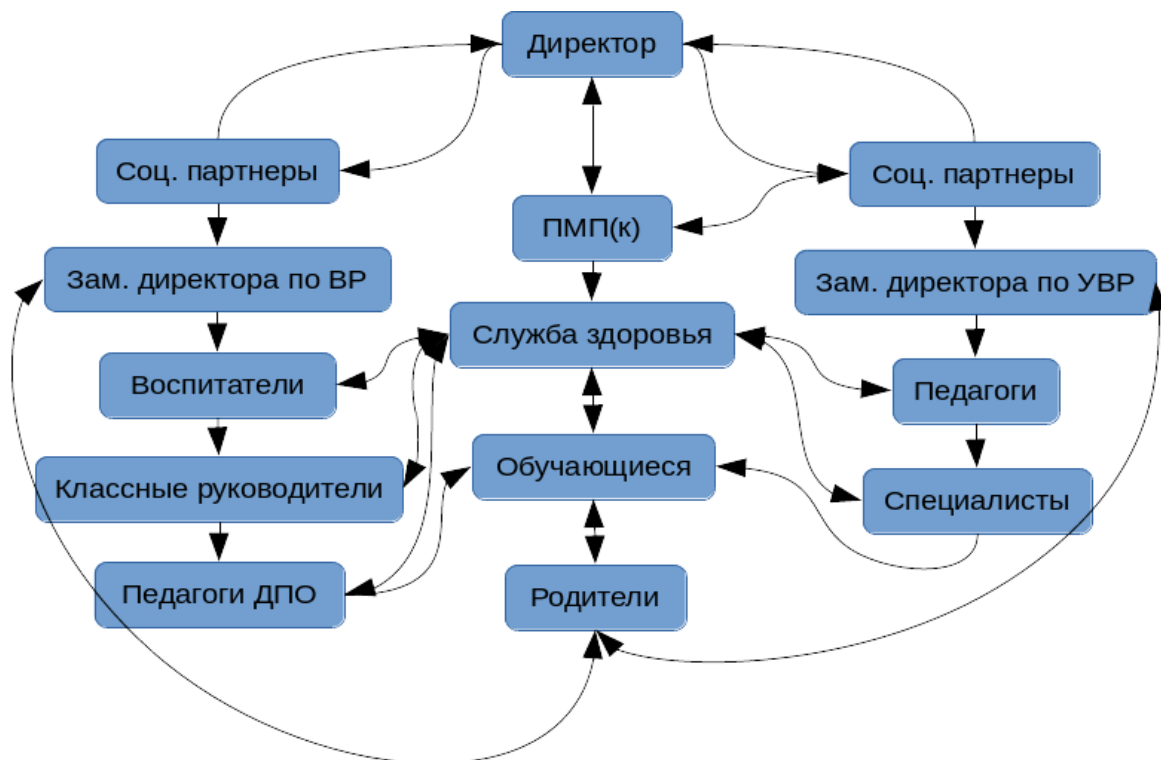 Директор
Соц. партнеры
Соц. партнеры
ПМП(к)
Зам. директора по ВР
Зам. директора по УВР
Служба здоровья
Воспитатели
Педагоги
Обучающиеся
Классные руководители
Специалисты
Педагоги ДПО
Родители